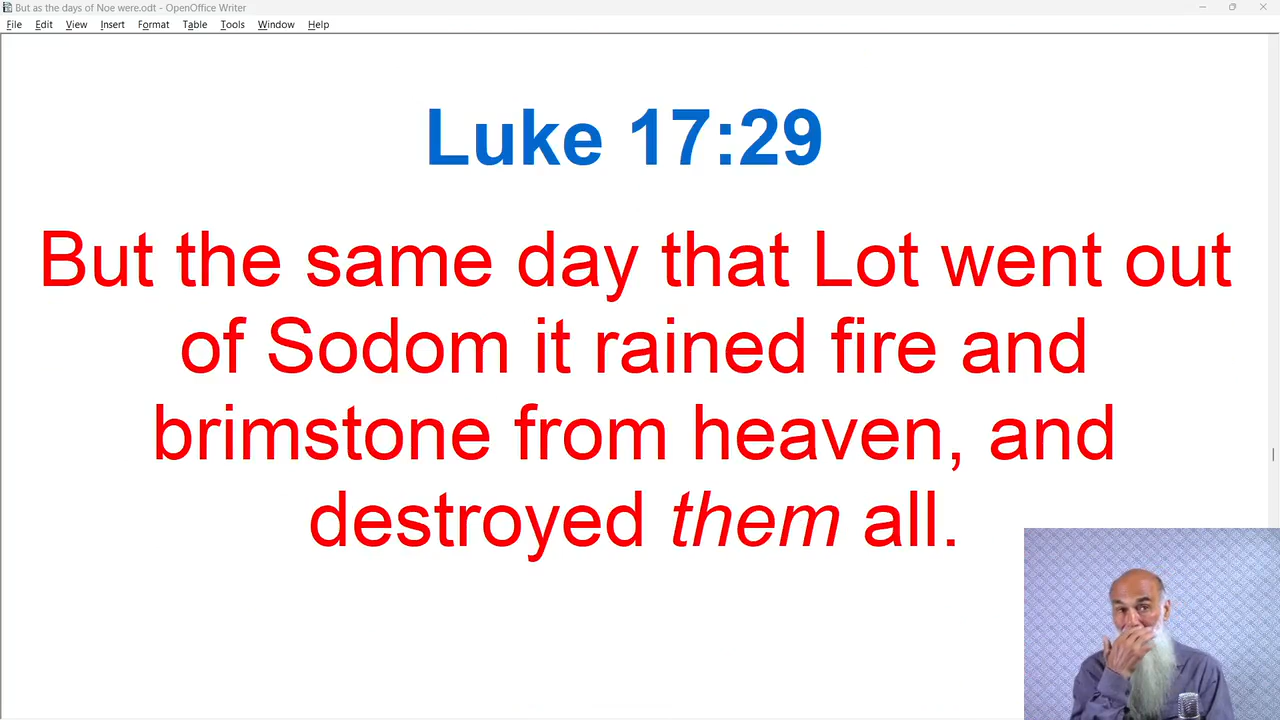 But as the days of Noe were.odt - OpenOffice Writer
File Edit View Insert Format Table Tools Window Help
Luke 17:29
But the same day that Lot went out
of Sodom it rained fire and
brimstone from heaven, and
destroyed them all.